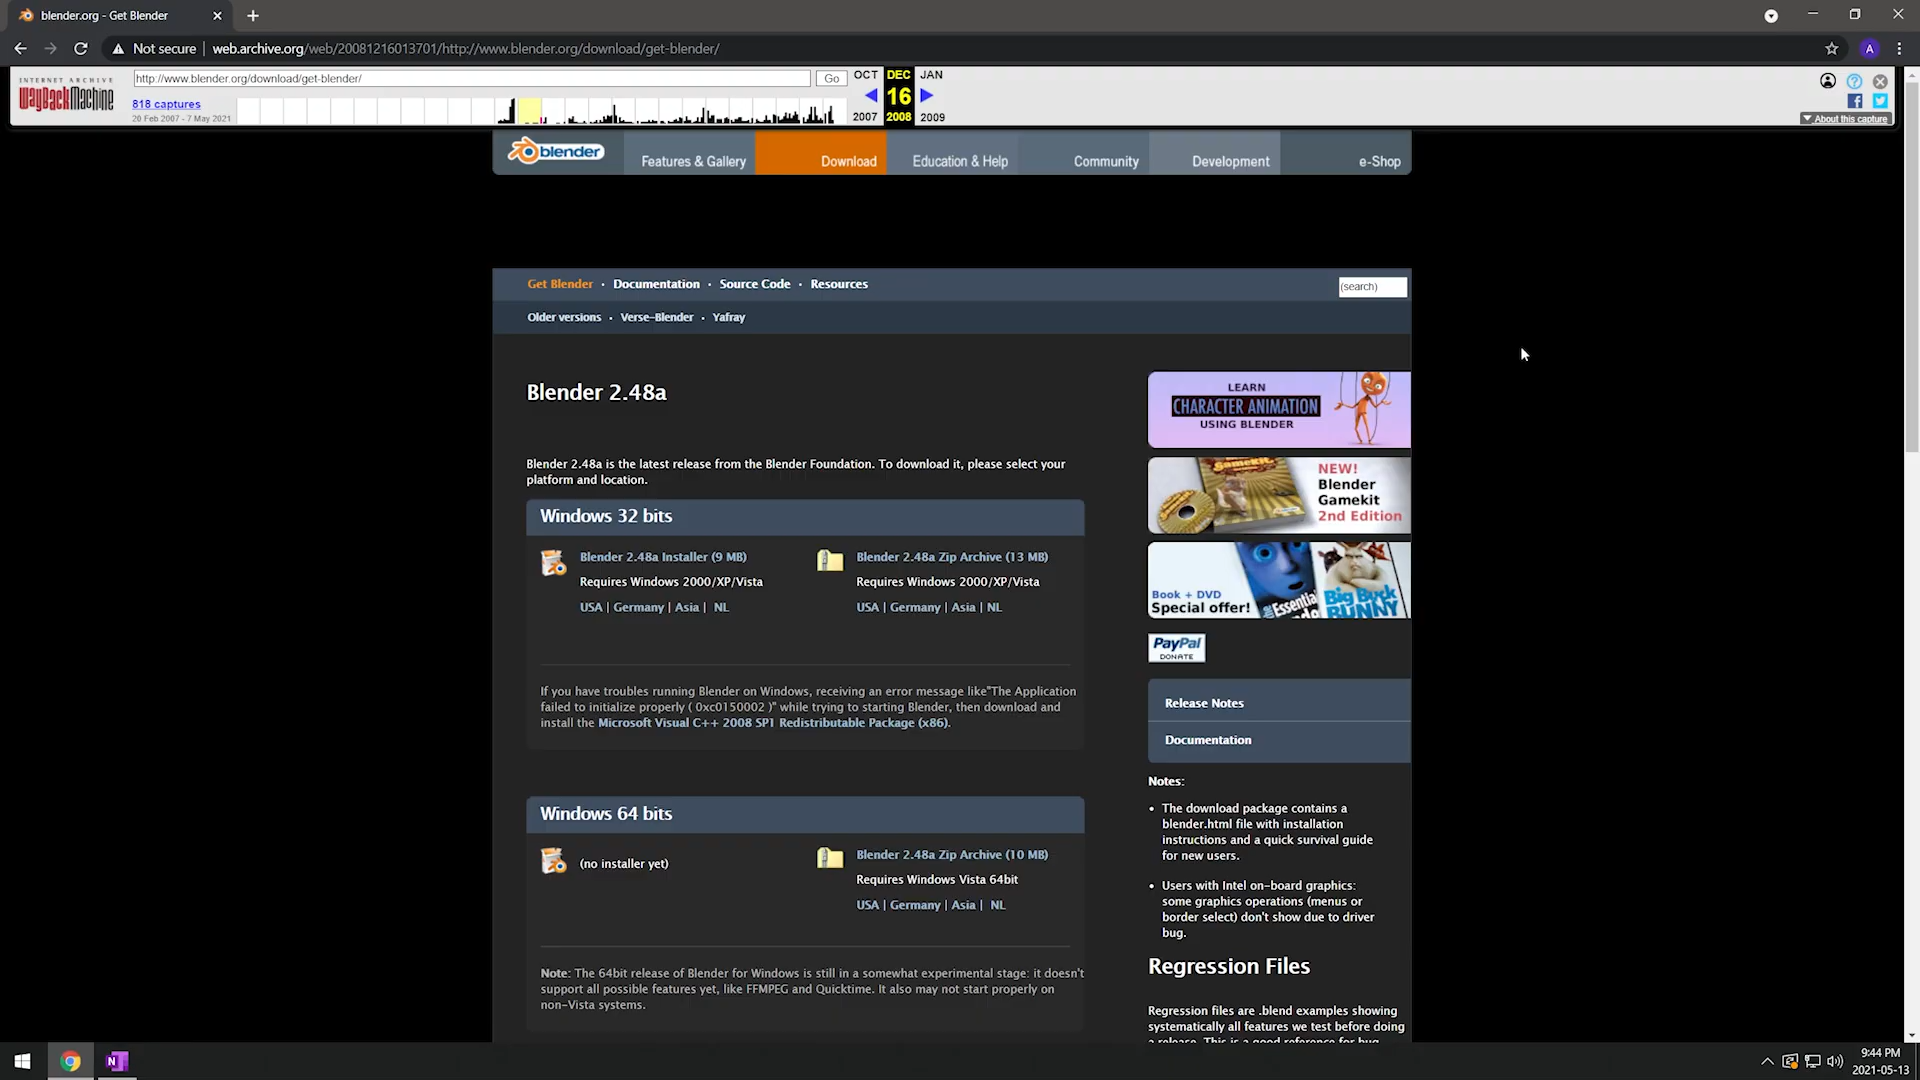 blender.org - Get Blender
Not secure
web.archive.org/web/20081216013701/http://www.blender.org/download/get-blender/
A
INTERNET ARCHIVE
WayBackMachine
http://www.blender.org/download/get-blender/
Go
818 captures
20 Feb 2007 - 7 May 2021
OCT DEC JAN
16
2007 2008 2009
About this capture
blender
Features & Gallery
Download
Education & Help
Community
Development
e-Shop
Get Blender · Documentation · Source Code · Resources
(search)
Older versions · Verse-Blender · Yafray
Blender 2.48a
Blender 2.48a is the latest release from the Blender Foundation. To download it, please select your
platform and location.
Windows 32 bits
Blender 2.48a Installer (9 MB)
Requires Windows 2000/XP/Vista
USA | Germany | Asia | NL
Blender 2.48a Zip Archive (13 MB)
Requires Windows 2000/XP/Vista
USA | Germany | Asia | NL
If you have troubles running Blender on Windows, receiving an error message like"The Application
failed to initialize properly ( 0xc0150002 )" while trying to starting Blender, then download and
install the Microsoft Visual C++ 2008 SP1 Redistributable Package (x86).
Windows 64 bits
(no installer yet)
Blender 2.48a Zip Archive (10 MB)
Requires Windows Vista 64bit
USA | Germany | Asia | NL
Note: The 64bit release of Blender for Windows is still in a somewhat experimental stage: it doesn't
support all possible features yet, like FFMPEG and Quicktime. It also may not start properly on
non-Vista systems.
LEARN
CHARACTER ANIMATION
USING BLENDER
Gamekit
NEW!
Blender
Gamekit
2nd Edition
Book + DVD
Special offer!
the Essential
Big Buck
BUNNY
PayPal
DONATE
Release Notes
Documentation
Notes:
• The download package contains a
blender.html file with installation
instructions and a quick survival guide
for new users.
• Users with Intel on-board graphics:
some graphics operations (menus or
border select) don't show due to driver
bug.
Regression Files
Regression files are .blend examples showing
systematically all features we test before doing
a release. This is a good reference for bug
N
9:44 PM
2021-05-13